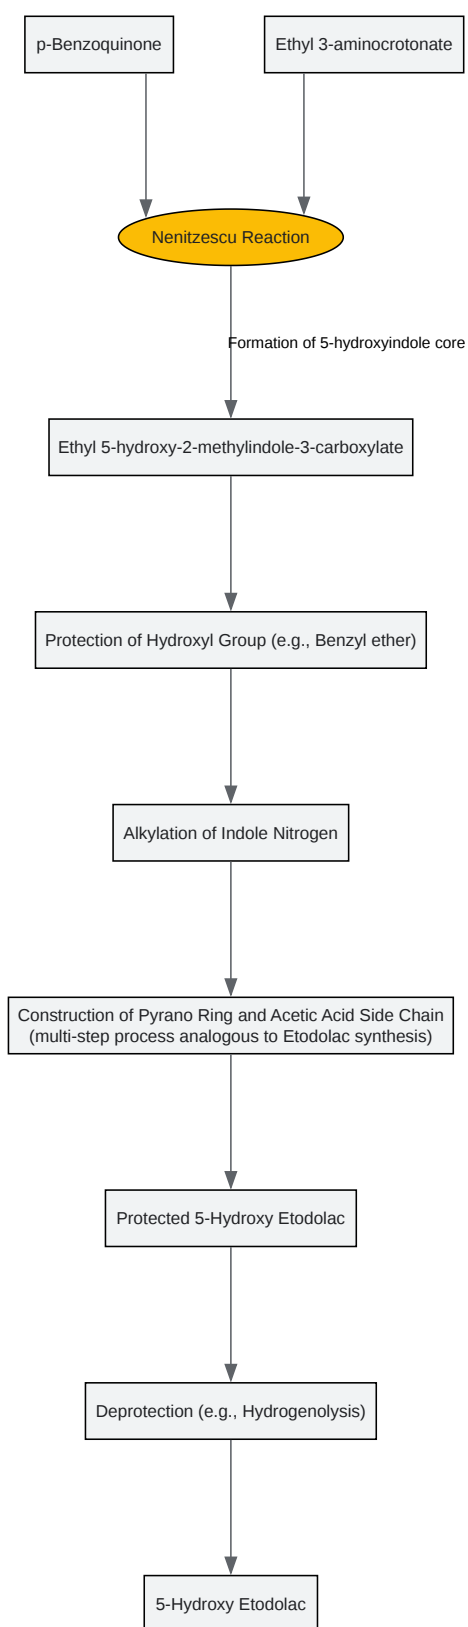 p-Benzoquinone
Ethyl 3-aminocrotonate
Nenitzescu Reaction
Formation of 5-hydroxyindole core
Ethyl 5-hydroxy-2-methylindole-3-carboxylate
Protection of Hydroxyl Group (e.g., Benzyl ether)
Alkylation of Indole Nitrogen
Construction of Pyrano Ring and Acetic Acid Side Chain
(multi-step process analogous to Etodolac synthesis)
Protected 5-Hydroxy Etodolac
Deprotection (e.g., Hydrogenolysis)
5-Hydroxy Etodolac